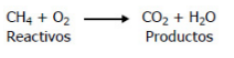 CH₄ + O₂ ⟶ CO₂ + H₂O
Reactivos Productos